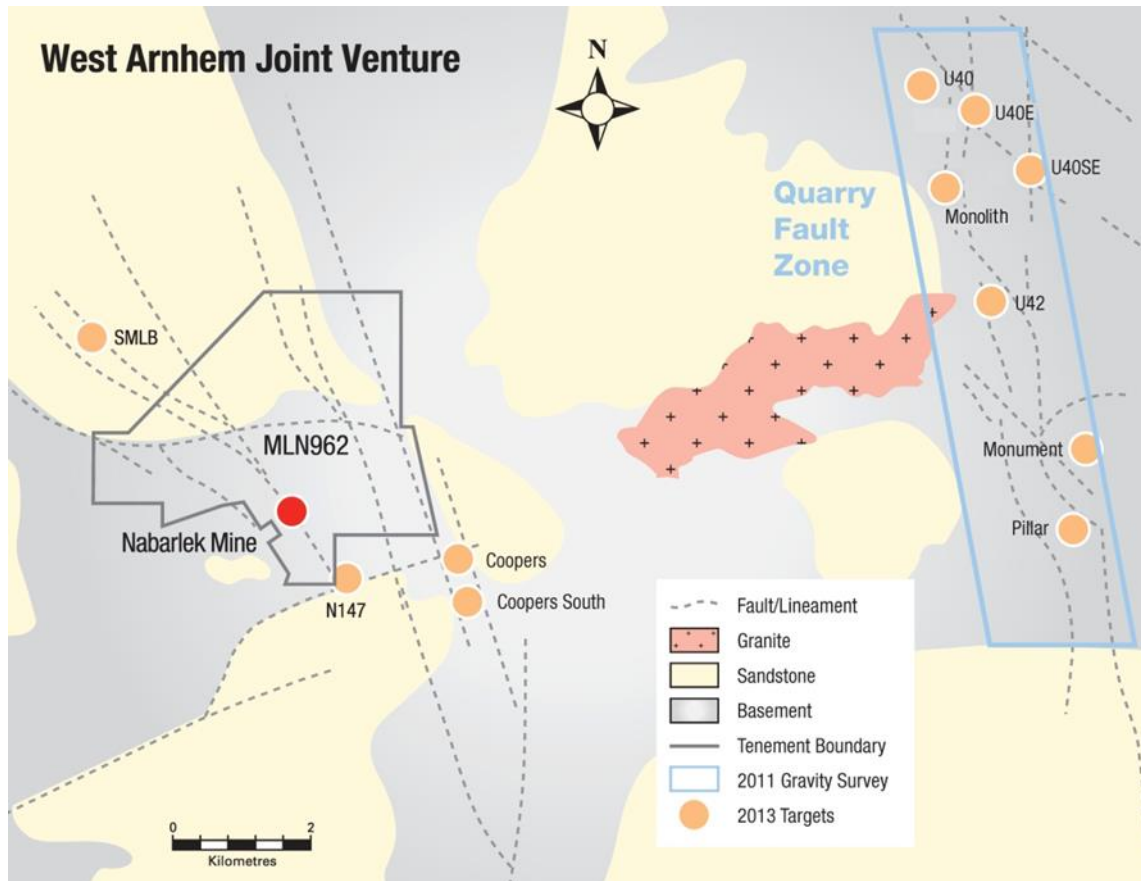 West Arnhem Joint Venture
N
U40
U40E
U40SE
Quarry
Fault
Zone
Monolith
U42
SMLB
MLN962
Monument
Nabarlek Mine
Pillar
Coopers
N147
Coopers South
Fault/Lineament
Granite
Sandstone
Basement
Tenement Boundary
2011 Gravity Survey
2013 Targets
0 2
Kilometres